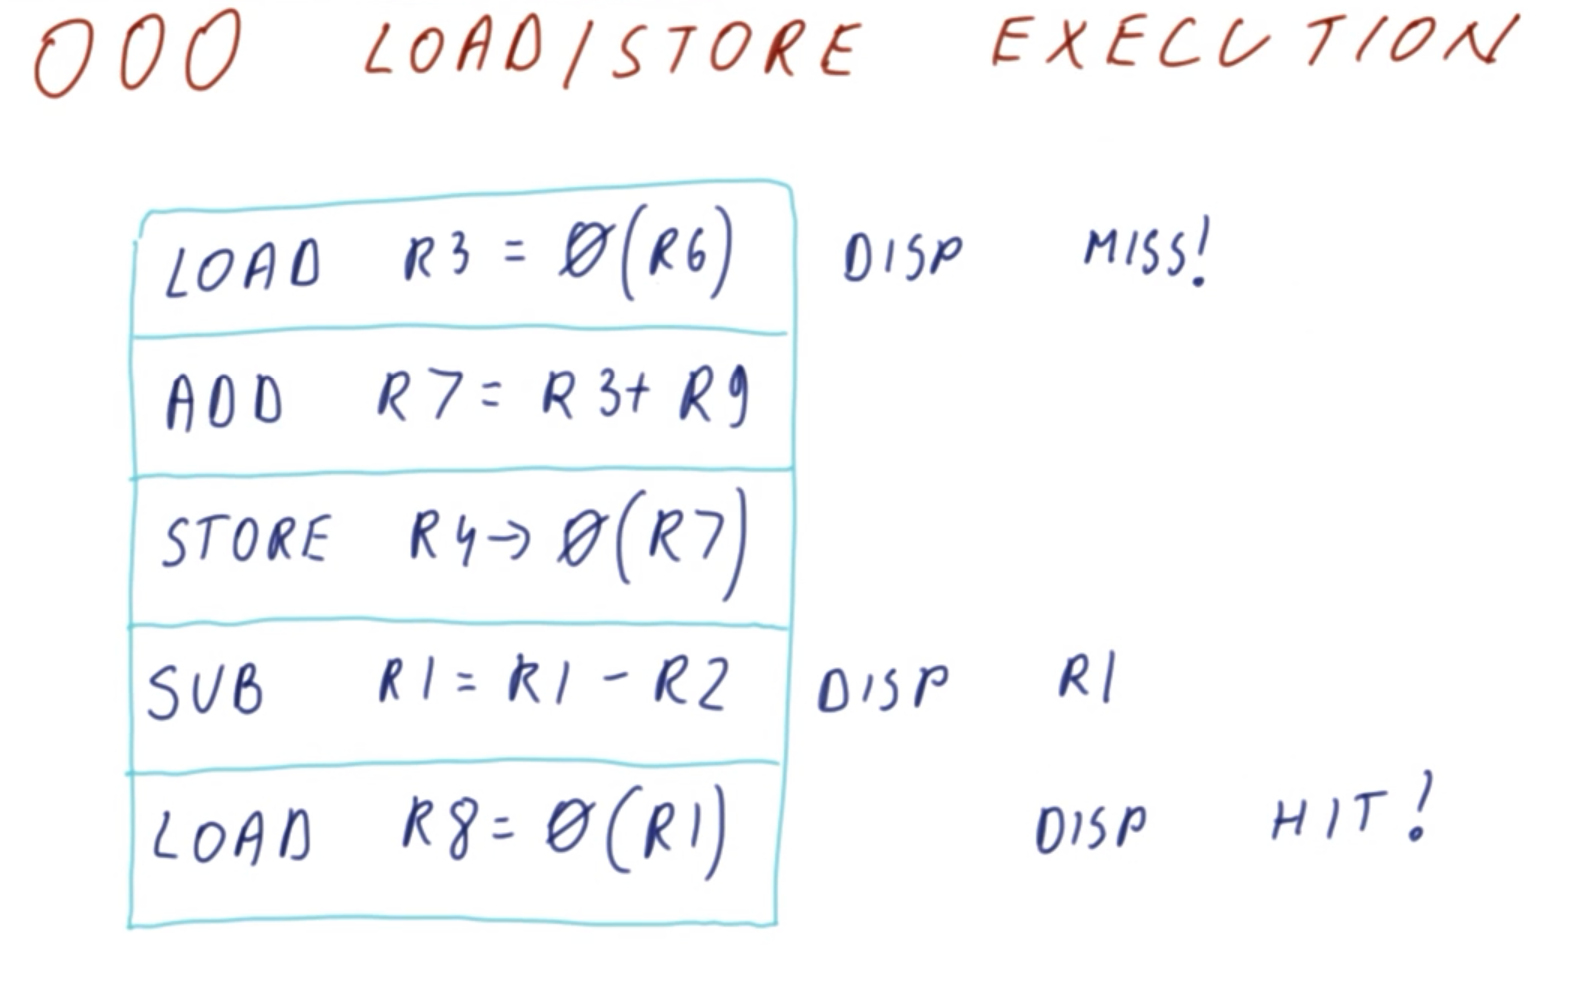 OOO LOAD/STORE EXECUTION
LOAD R3 = Ø(R6) DISP MISS!
ADD R7 = R3+ R9
STORE R4→Ø(R7)
SUB R1 = R1 - R2 DISP R1
LOAD R8 = Ø(R1) DISP HIT!